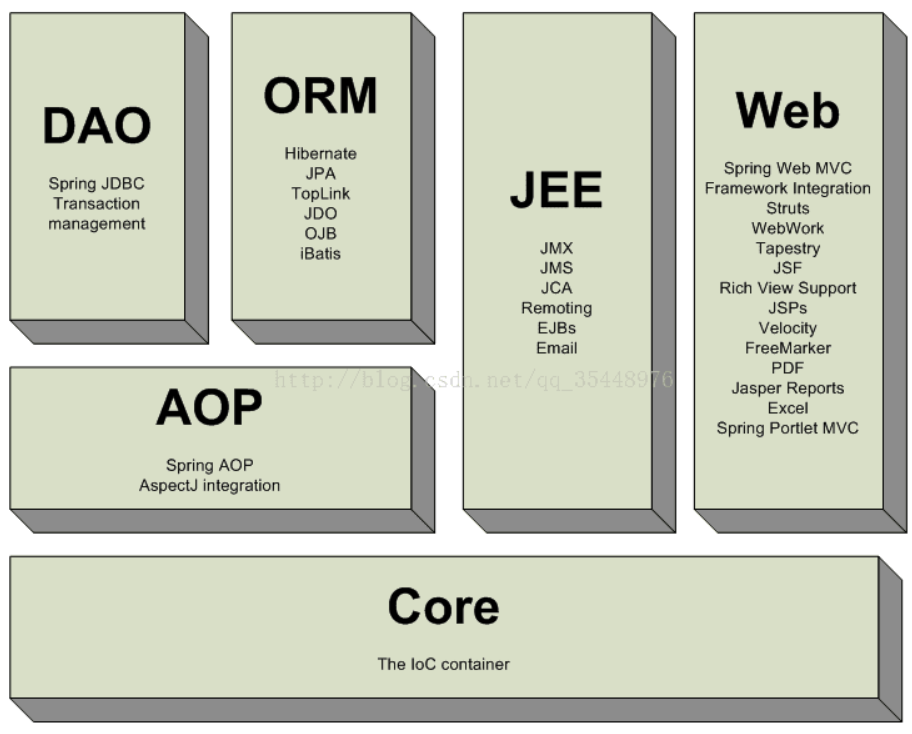 DAO
Spring JDBC
Transaction
management
ORM
Hibernate
JPA
TopLink
JDO
OJB
iBatis
JEE
JMX
JMS
JCA
Remoting
EJBs
Email
Web
Spring Web MVC
Framework Integration
Struts
WebWork
Tapestry
JSF
Rich View Support
JSPs
Velocity
FreeMarker
PDF
Jasper Reports
Excel
Spring Portlet MVC
http://blog.csdn.net/qq_35448976
AOP
Spring AOP
AspectJ integration
Core
The IoC container